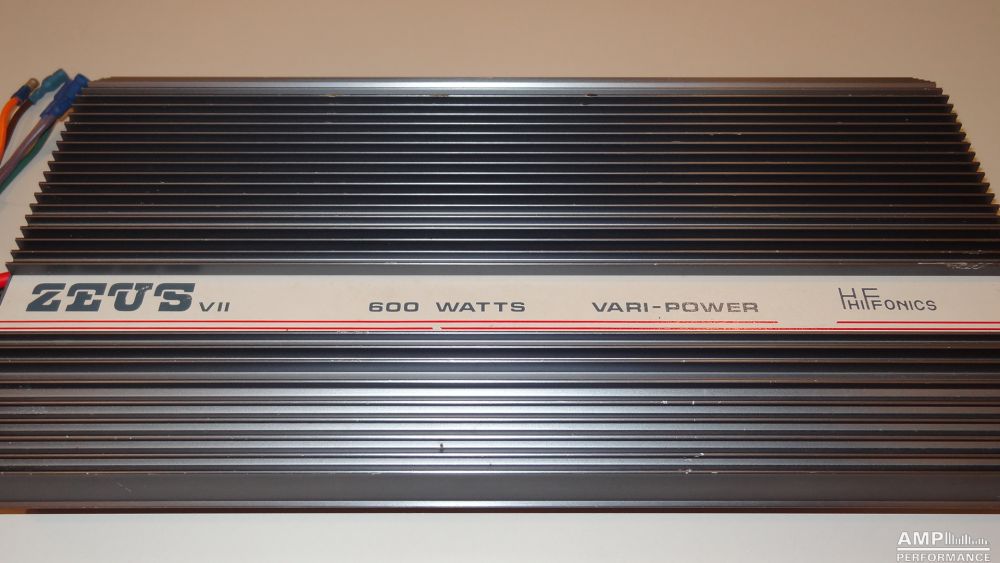 ZEUS VII 600 WATTS VARI-POWER HIFONICS
AMP
PERFORMANCE